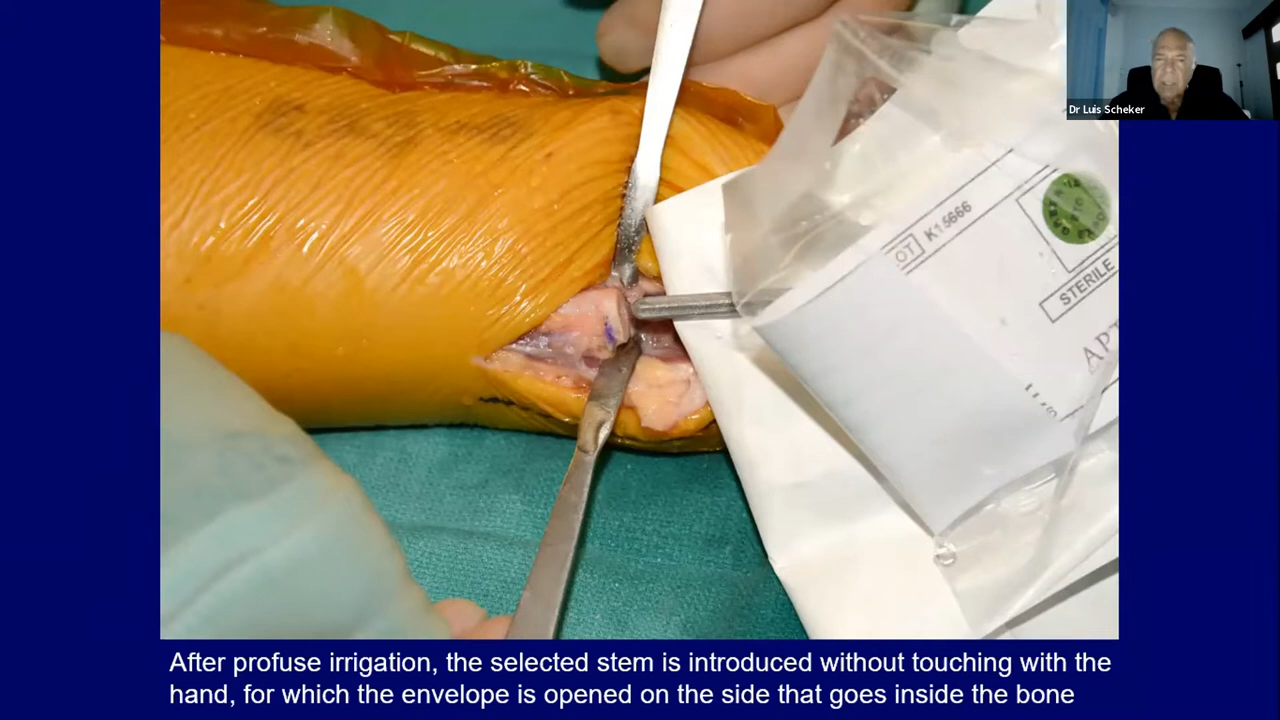 Dr Luis Scheker
OT K15666
STERILE
After profuse irrigation, the selected stem is introduced without touching with the
hand, for which the envelope is opened on the side that goes inside the bone